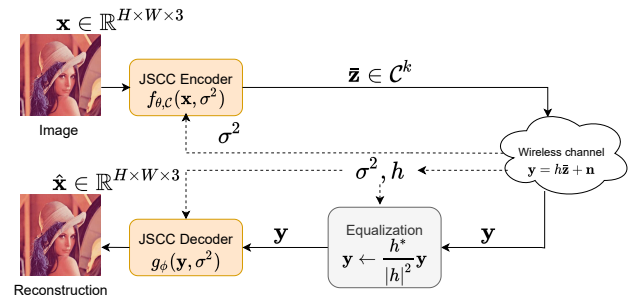 𝐱 ∈ ℝ^{H×W×3}
JSCC Encoder
f_{θ,𝒞}(𝐱, σ²)
𝐳̄ ∈ 𝒞^k
Image
σ²
Wireless channel
𝐲 = h𝐳̄ + 𝐧
𝐱̂ ∈ ℝ^{H×W×3}
σ², h
JSCC Decoder
g_ϕ(𝐲, σ²)
𝐲
Equalization
𝐲 ← \frac{h^*}{|h|^2}𝐲
𝐲
Reconstruction